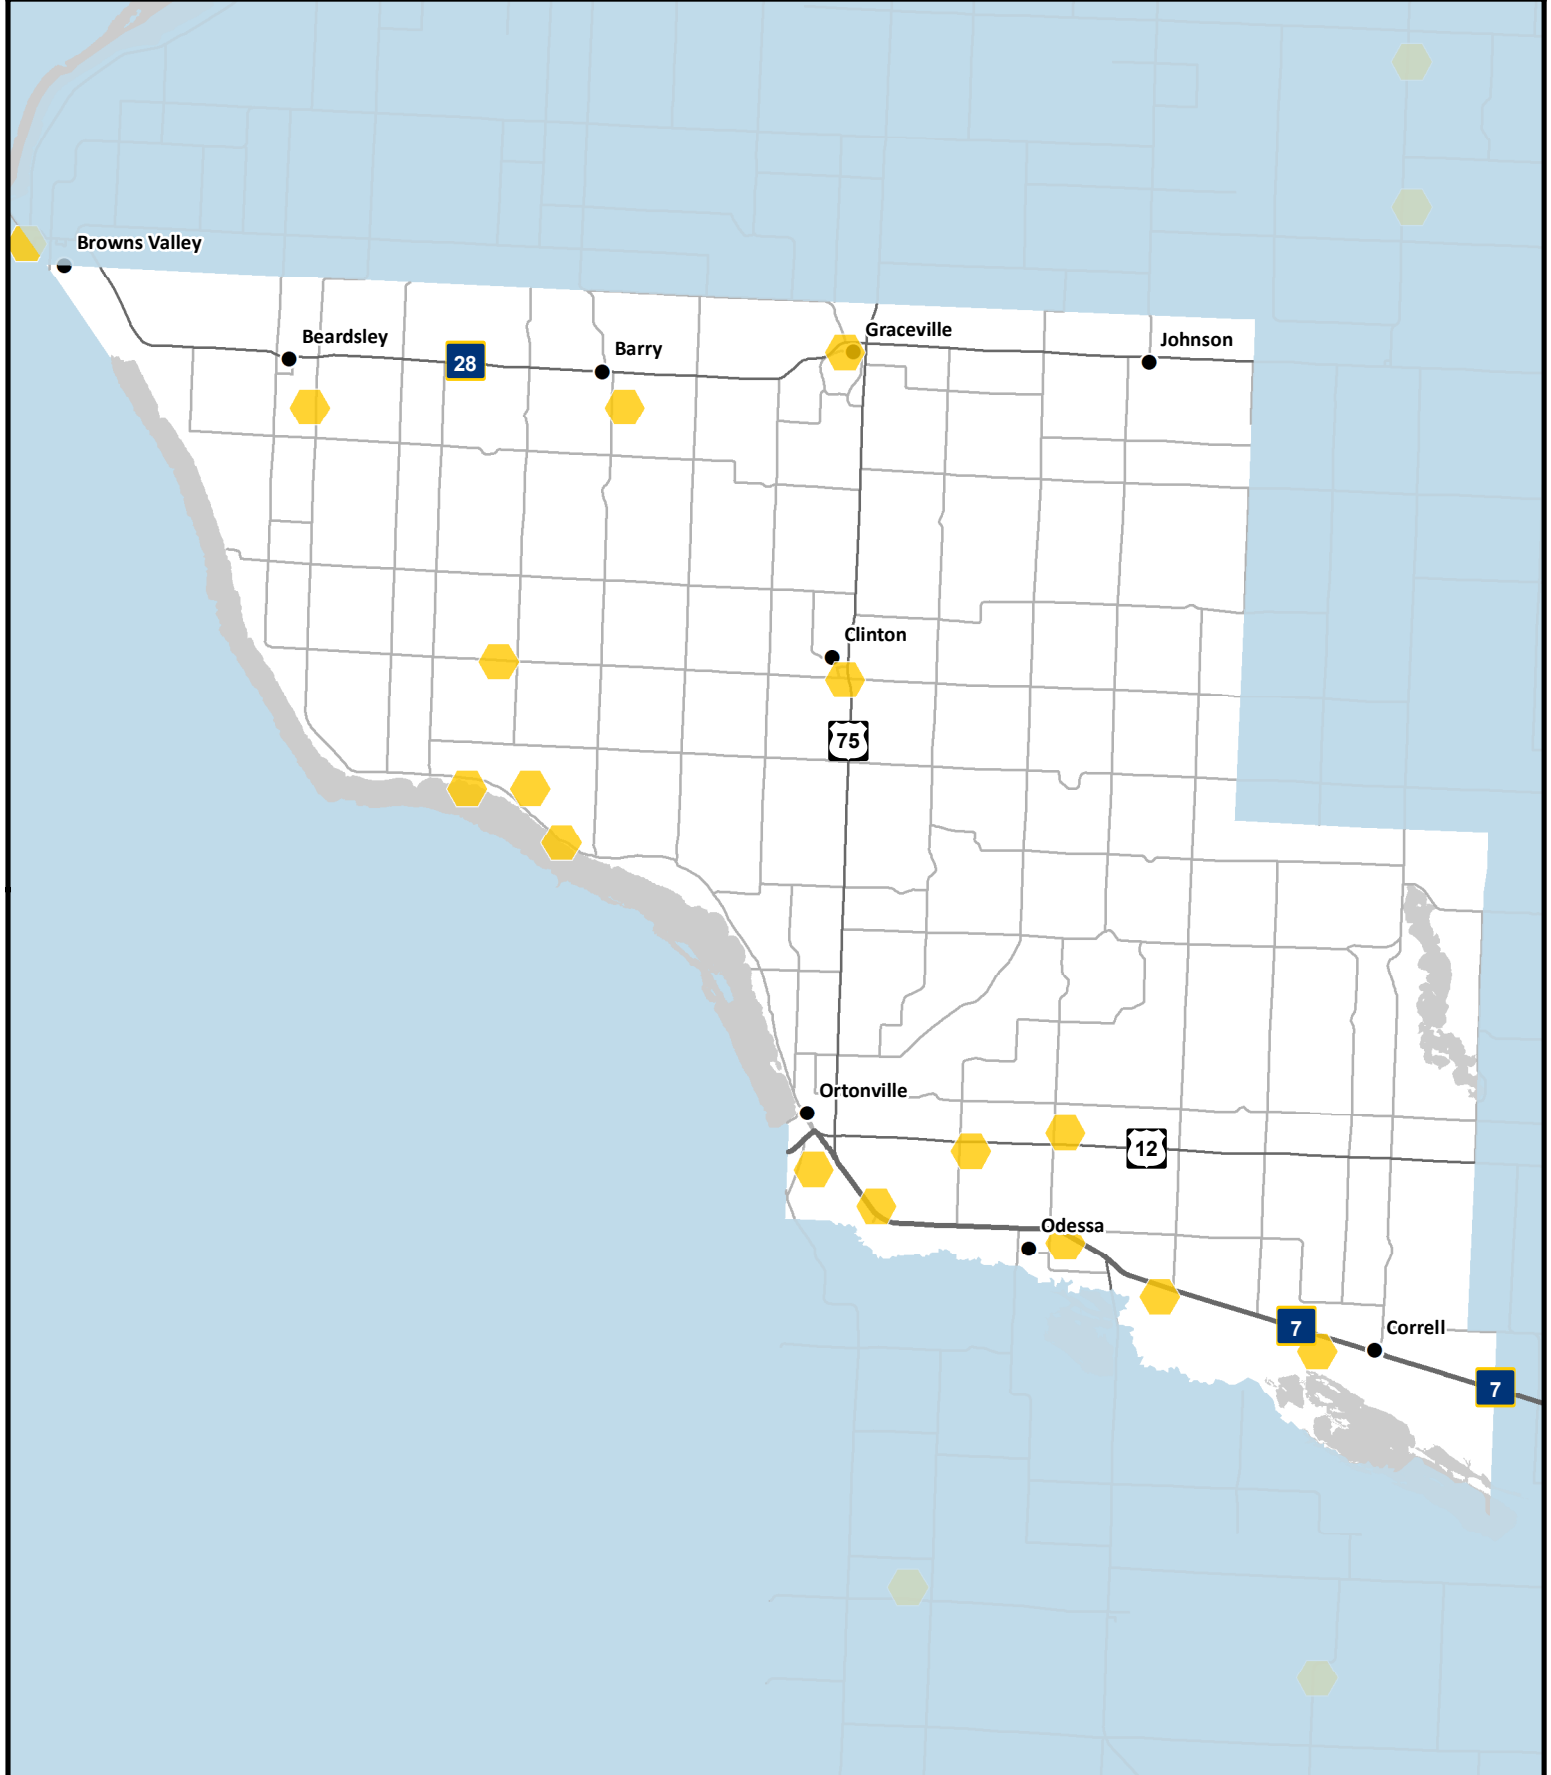 Browns Valley
Graceville
Beardsley
Johnson
Barry
28
Clinton
75
Ortonville
12
Odessa
7
Correll
7